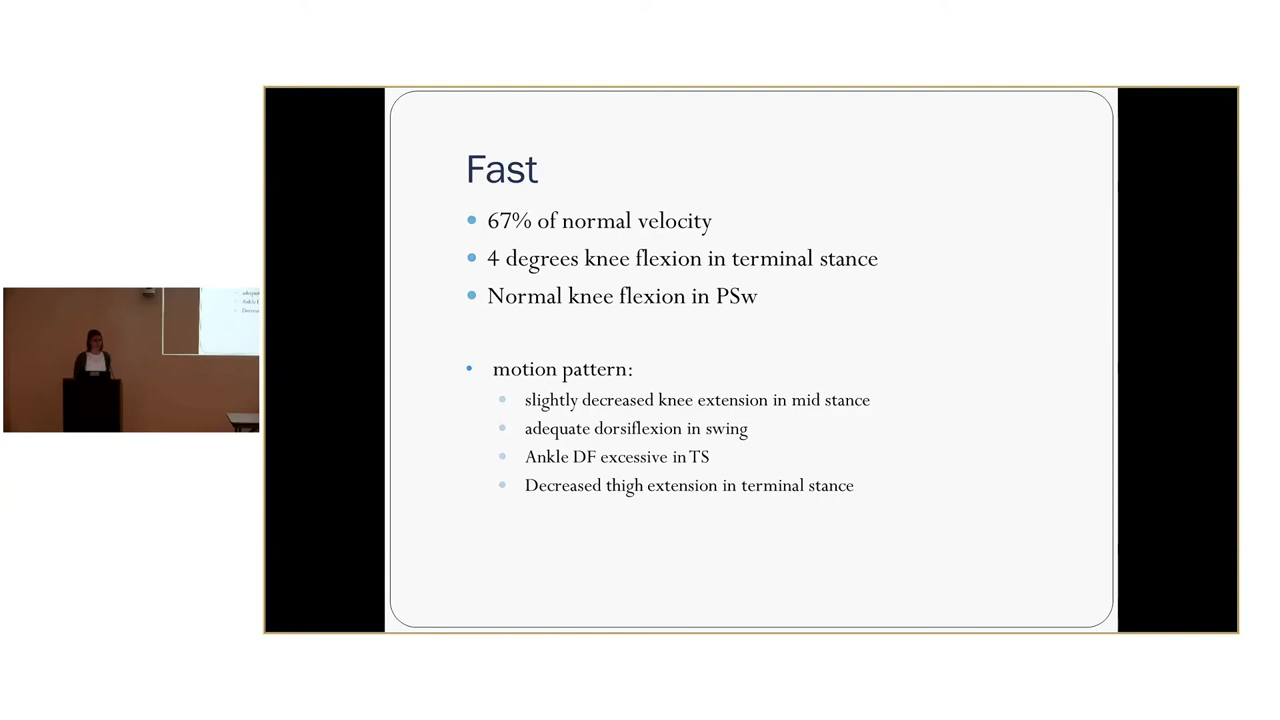 Fast
67% of normal velocity
4 degrees knee flexion in terminal stance
Normal knee flexion in PSw
motion pattern:
slightly decreased knee extension in mid stance
adequate dorsiflexion in swing
Ankle DF excessive in TS
Decreased thigh extension in terminal stance